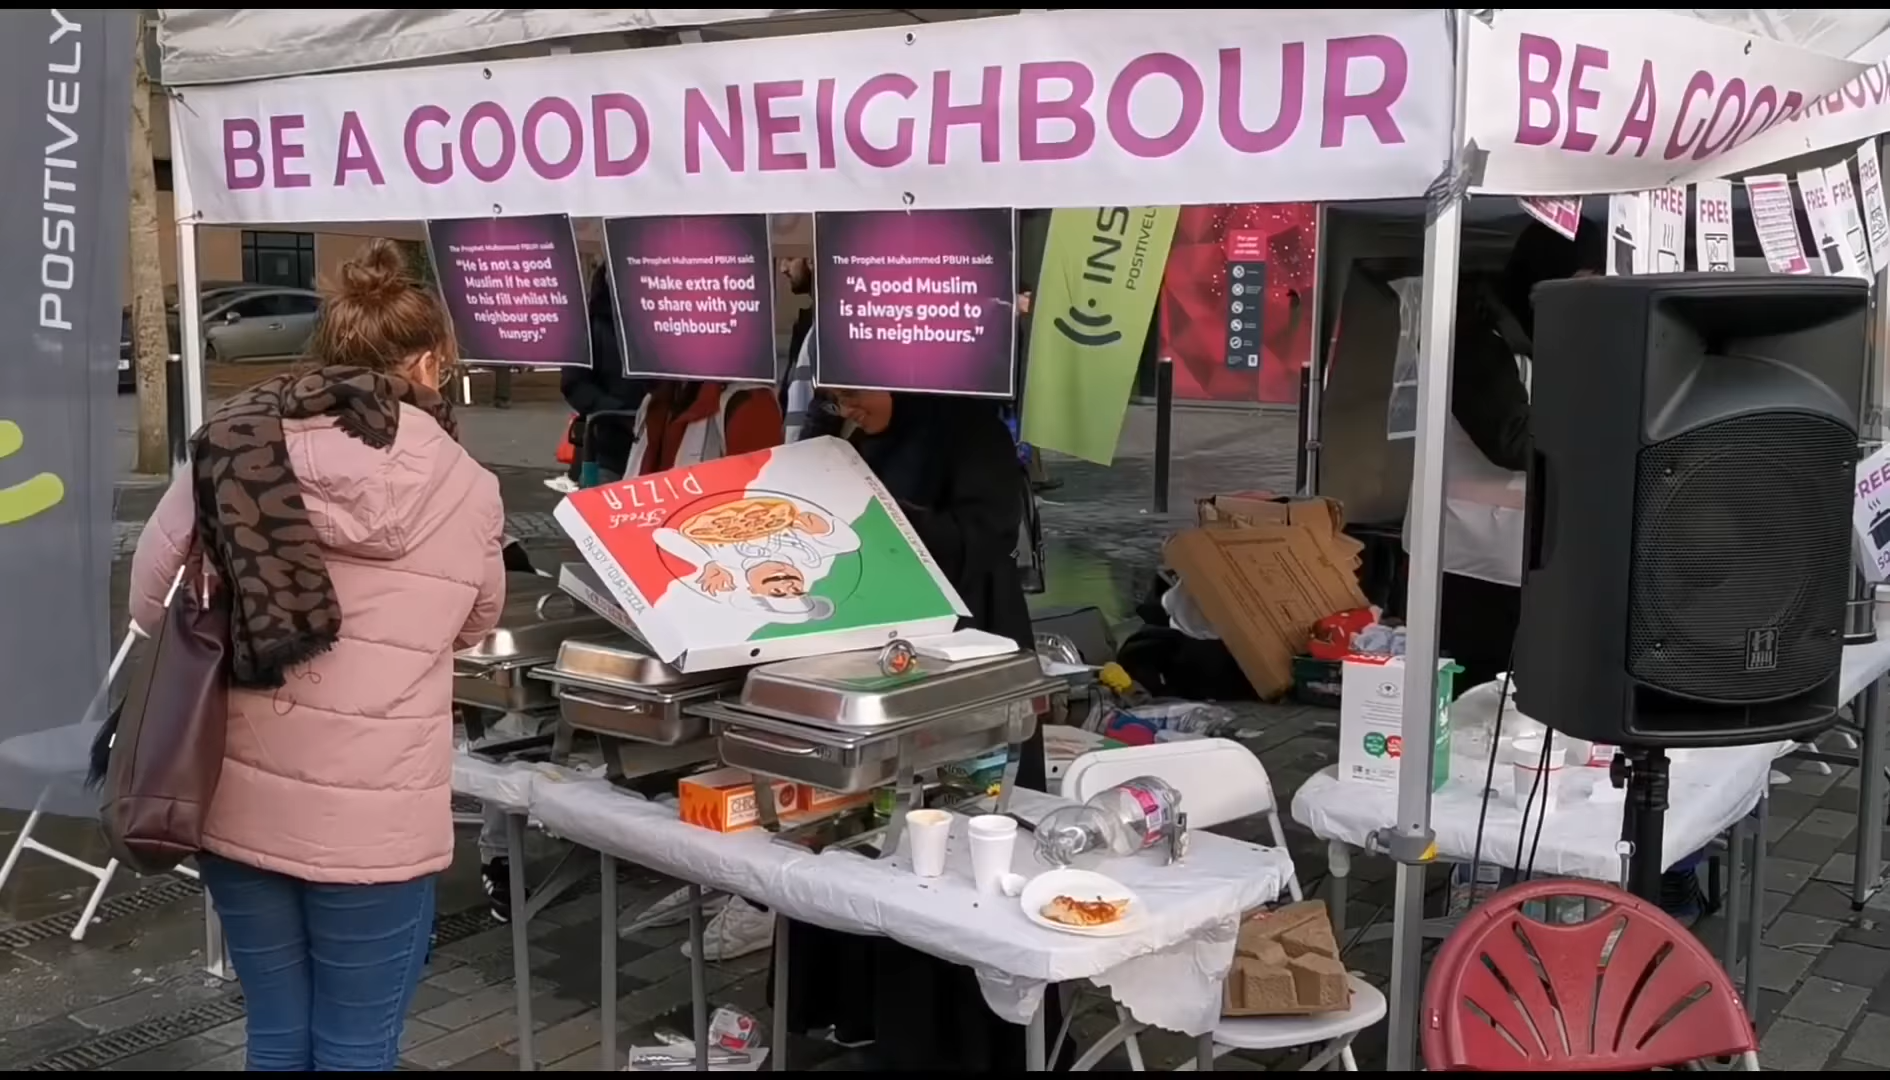 POSITIVELY
BE A GOOD NEIGHBOUR
BE A GOOD
The Prophet Muhammed PBUH said:
"He is not a good
Muslim if he eats
to his fill whilst his
neighbour goes
hungry."
The Prophet Muhammed PBUH said:
"Make extra food
to share with your
neighbours."
The Prophet Muhammed PBUH said:
"A good Muslim
is always good to
his neighbours."
INS
POSITIVELY
FREE
FREE
FREE
FREE
FREE
FREE
PIZZA
Fresh
ENJOY YOUR PIZZA